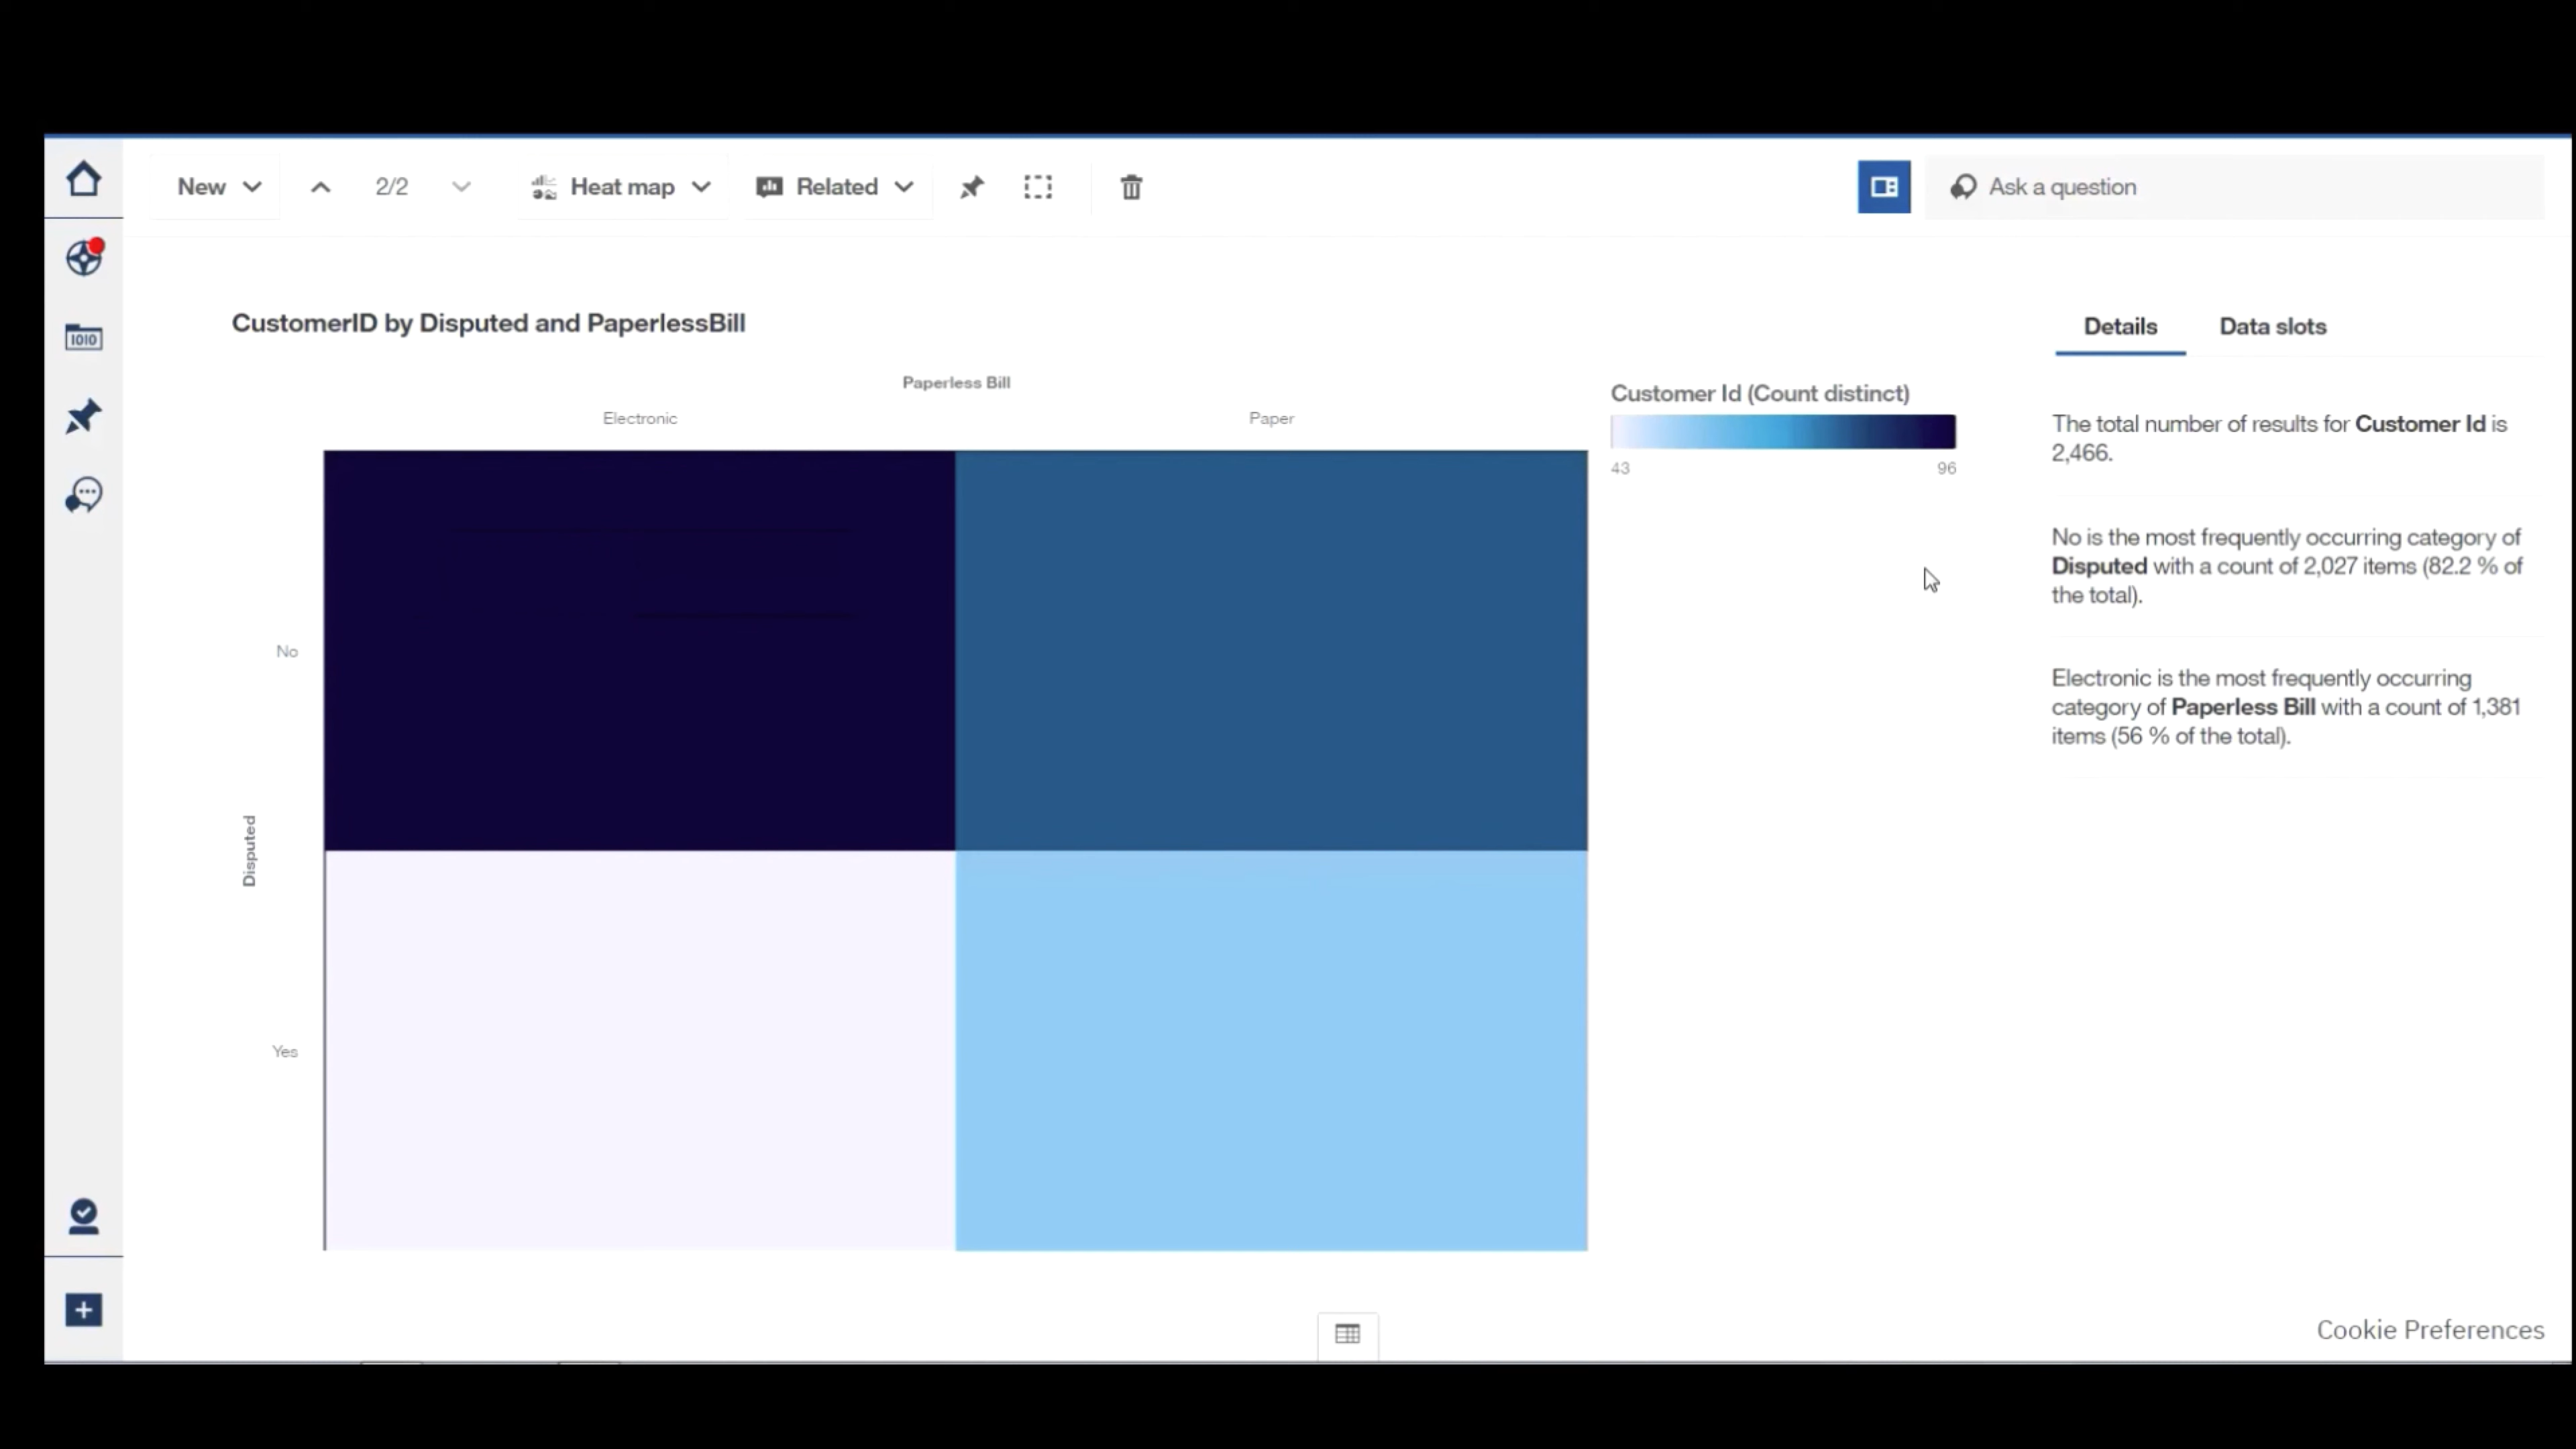 New
2/2
Heat map
Related
Ask a question
1010
CustomerID by Disputed and PaperlessBill
Paperless Bill
Electronic
Paper
No
Disputed
Yes
Customer Id (Count distinct)
43
96
Details
Data slots
The total number of results for Customer Id is
2,466.
No is the most frequently occurring category of
Disputed with a count of 2,027 items (82.2 % of
the total).
Electronic is the most frequently occurring
category of Paperless Bill with a count of 1,381
items (56 % of the total).
Cookie Preferences